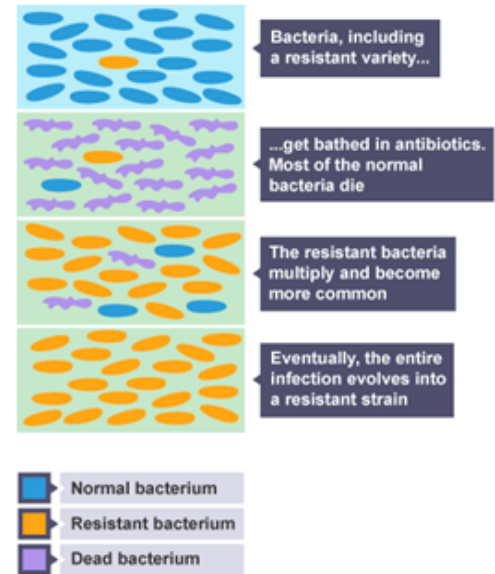 Bacteria, including
a resistant variety...
...get bathed in antibiotics.
Most of the normal
bacteria die
The resistant bacteria
multiply and become
more common
Eventually, the entire
infection evolves into
a resistant strain
Normal bacterium
Resistant bacterium
Dead bacterium